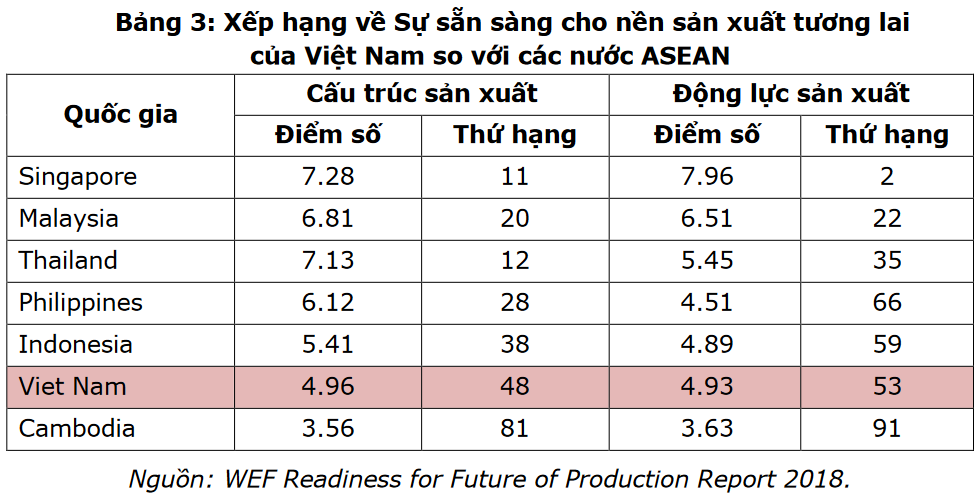 Bảng 3: Xếp hạng về Sự sẵn sàng cho nền sản xuất tương lai
của Việt Nam so với các nước ASEAN
Quốc gia Cấu trúc sản xuất Động lực sản xuất
Điểm số Thứ hạng Điểm số Thứ hạng
Singapore 7.28 11 7.96 2
Malaysia 6.81 20 6.51 22
Thailand 7.13 12 5.45 35
Philippines 6.12 28 4.51 66
Indonesia 5.41 38 4.89 59
Viet Nam 4.96 48 4.93 53
Cambodia 3.56 81 3.63 91
Nguồn: WEF Readiness for Future of Production Report 2018.